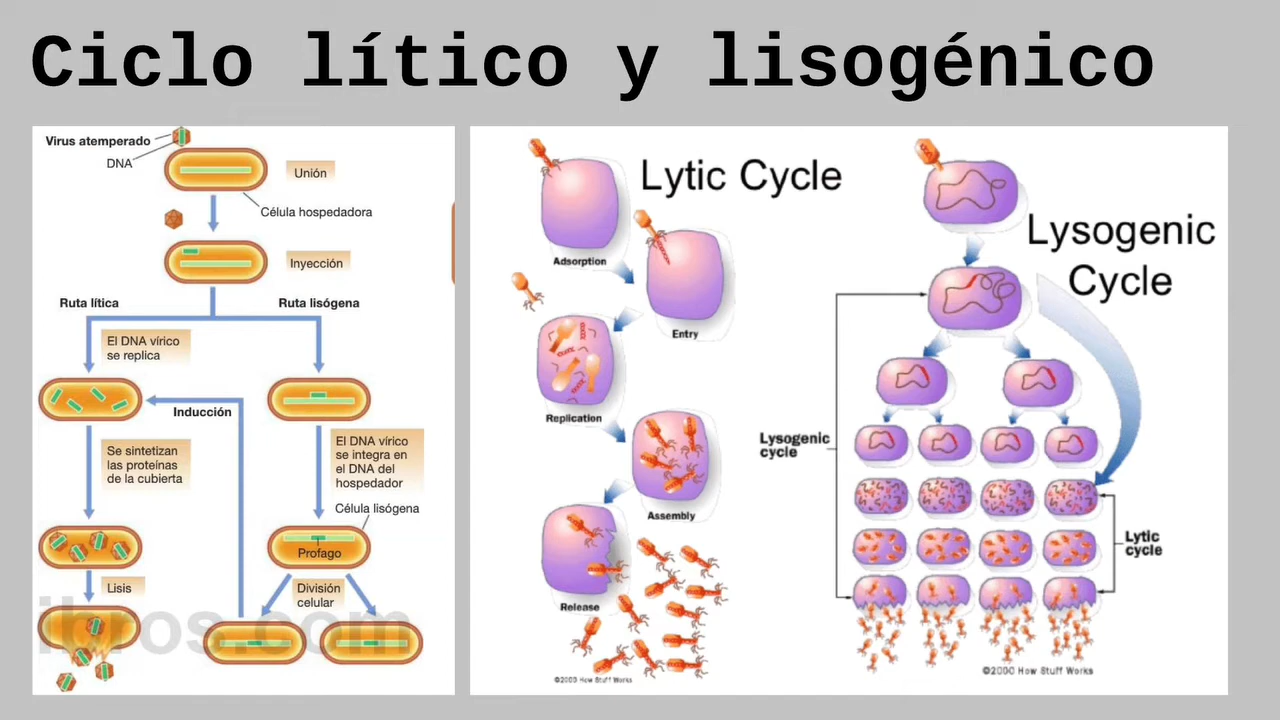 Ciclo lítico y lisogénico
Virus atemperado
DNA
Unión
Célula hospedadora
Inyección
Ruta lítica
Ruta lisógena
El DNA vírico
se replica
Inducción
Se sintetizan
las proteínas
de la cubierta
El DNA vírico
se integra en
el DNA del
hospedador
Célula lisógena
Profago
Lisis
División
celular
ibros.com
Lytic Cycle
Adsorption
Entry
Replication
Assembly
Release
©2000 How Stuff Works
Lysogenic
Cycle
Lysogenic
cycle
Lytic
cycle
©2000 How Stuff Works